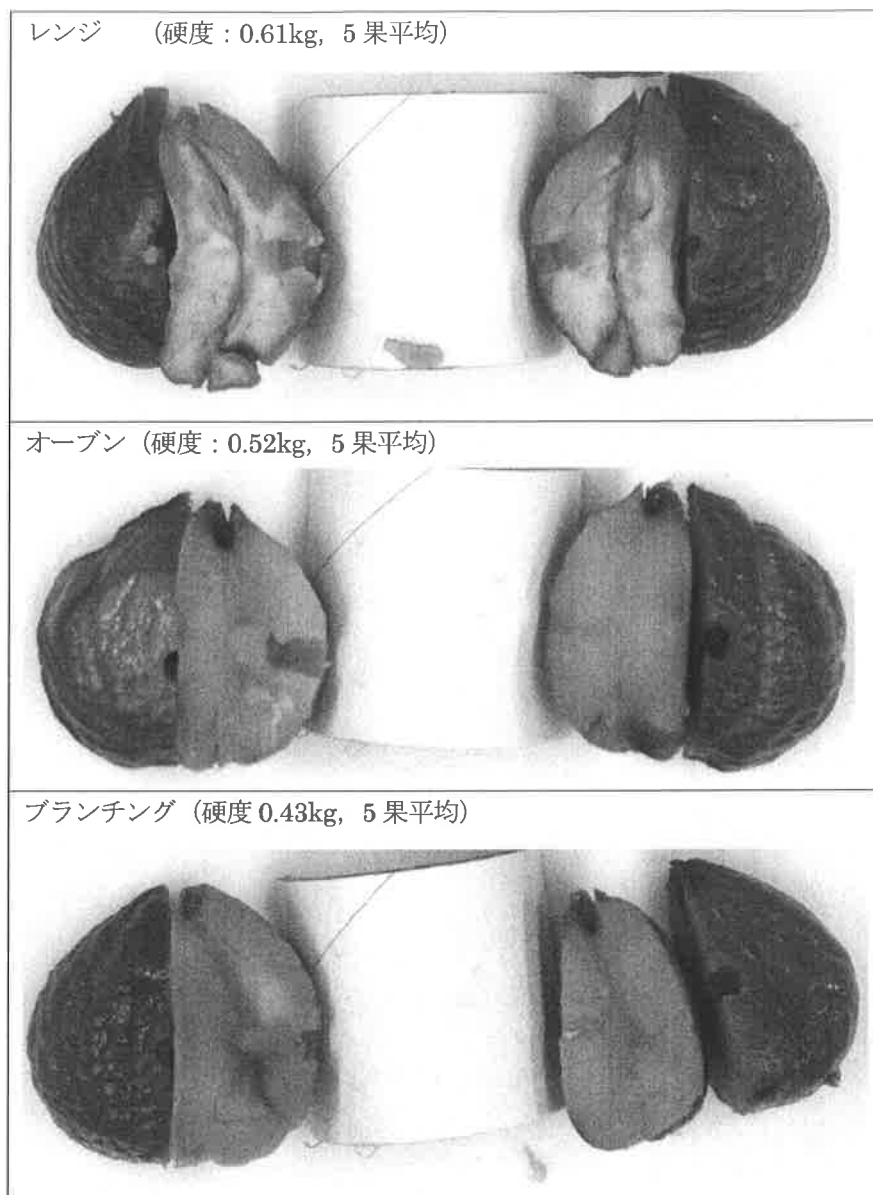 レンジ　　（硬度：0.61kg，5 果平均）
オーブン（硬度：0.52kg，5 果平均）
ブランチング（硬度 0.43kg，5 果平均）